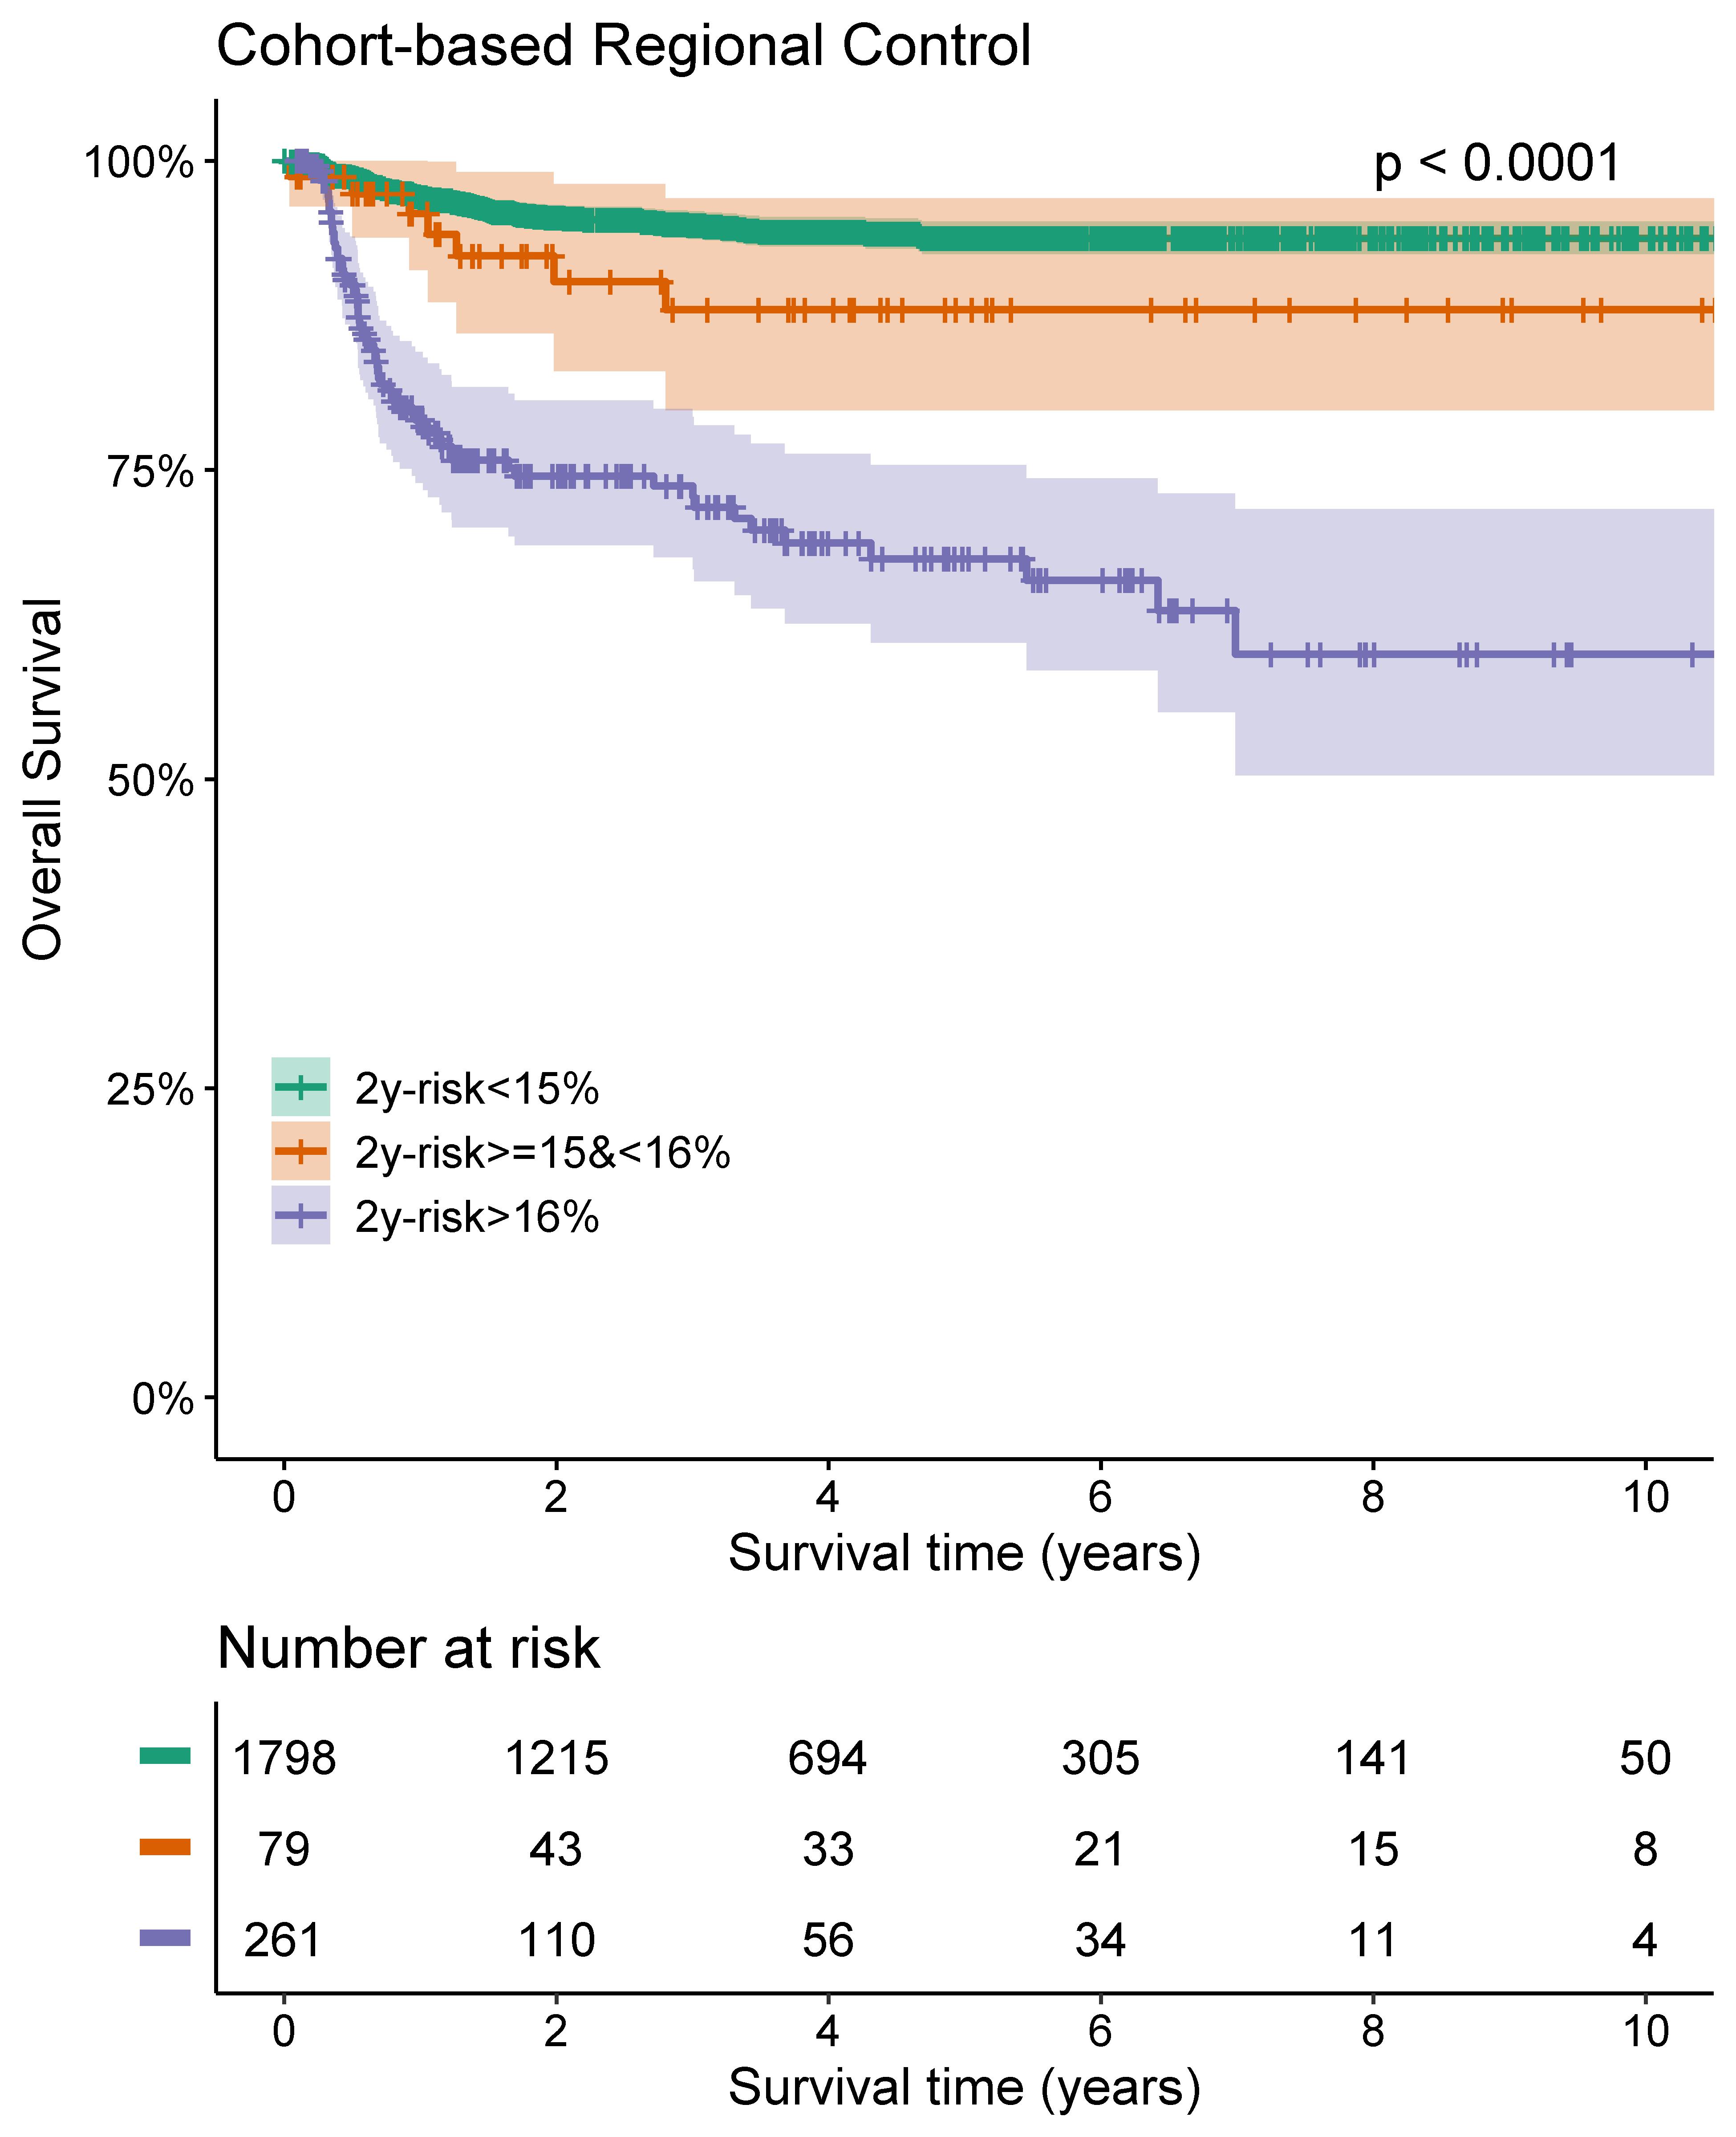 Cohort-based Regional Control
p < 0.0001
100%
75%
50%
25%
0%
Overall Survival
2y-risk<15%
2y-risk>=15&<16%
2y-risk>16%
0 2 4 6 8 10
Survival time (years)
Number at risk
1798 1215 694 305 141 50
79 43 33 21 15 8
261 110 56 34 11 4
0 2 4 6 8 10
Survival time (years)